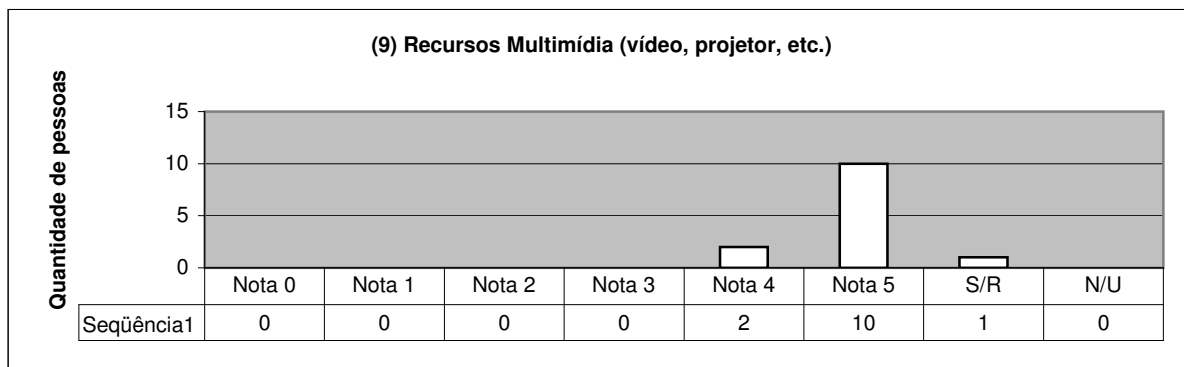 (9) Recursos Multimídia (vídeo, projetor, etc.)
Quantidade de pessoas
15
10
5
0
Nota 0 Nota 1 Nota 2 Nota 3 Nota 4 Nota 5 S/R N/U
Seqüência1 0 0 0 0 2 10 1 0